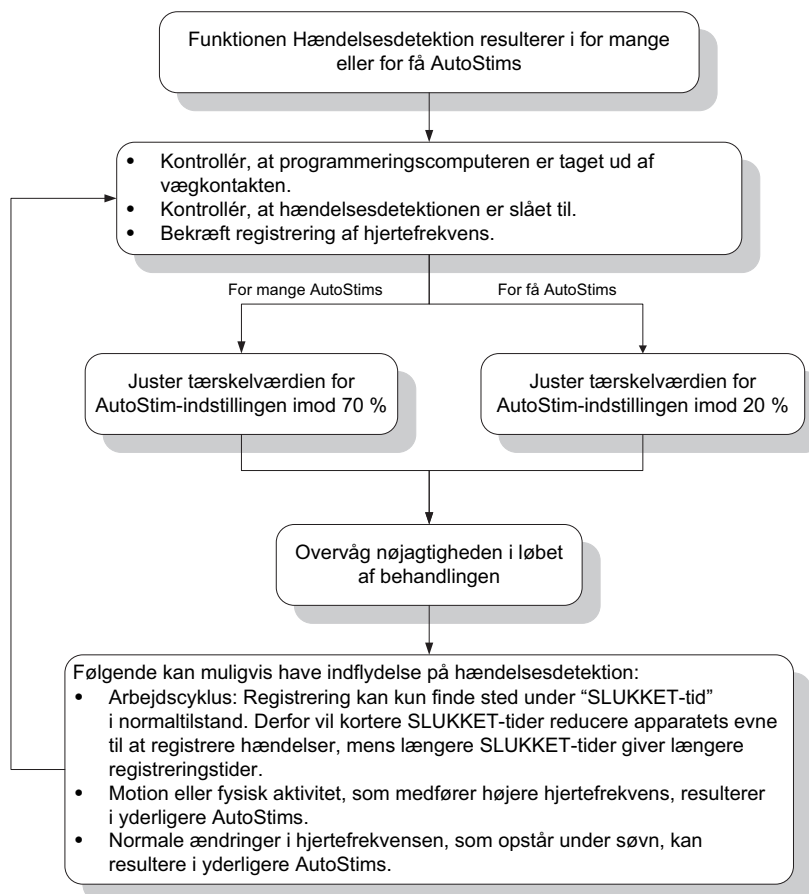 Funktionen Hændelsesdetektion resulterer i for mange
eller for få AutoStims
• Kontrollér, at programmeringscomputeren er taget ud af
vægkontakten.
• Kontrollér, at hændelsesdetektionen er slået til.
• Bekræft registrering af hjertefrekvens.
For mange AutoStims
For få AutoStims
Juster tærskelværdien for
AutoStim-indstillingen imod 70 %
Juster tærskelværdien for
AutoStim-indstillingen imod 20 %
Overvåg nøjagtigheden i løbet
af behandlingen
Følgende kan muligvis have indflydelse på hændelsesdetektion:
• Arbejdscyklus: Registrering kan kun finde sted under “SLUKKET-tid”
i normaltilstand. Derfor vil kortere SLUKKET-tider reducere apparatets evne
til at registrere hændelser, mens længere SLUKKET-tider giver længere
registreringstider.
• Motion eller fysisk aktivitet, som medfører højere hjertefrekvens, resulterer
i yderligere AutoStims.
• Normale ændringer i hjertefrekvensen, som opstår under søvn, kan
resultere i yderligere AutoStims.